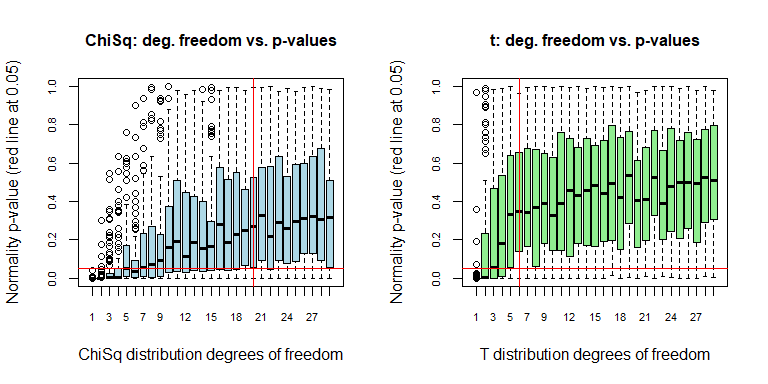 ChiSq: deg. freedom vs. p-values
Normality p-value (red line at 0.05)
1.0
0.8
0.6
0.4
0.2
0.0
1 3 5 7 9 12 15 18 21 24 27
ChiSq distribution degrees of freedom
t: deg. freedom vs. p-values
Normality p-value (red line at 0.05)
1.0
0.8
0.6
0.4
0.2
0.0
1 3 5 7 9 12 15 18 21 24 27
T distribution degrees of freedom